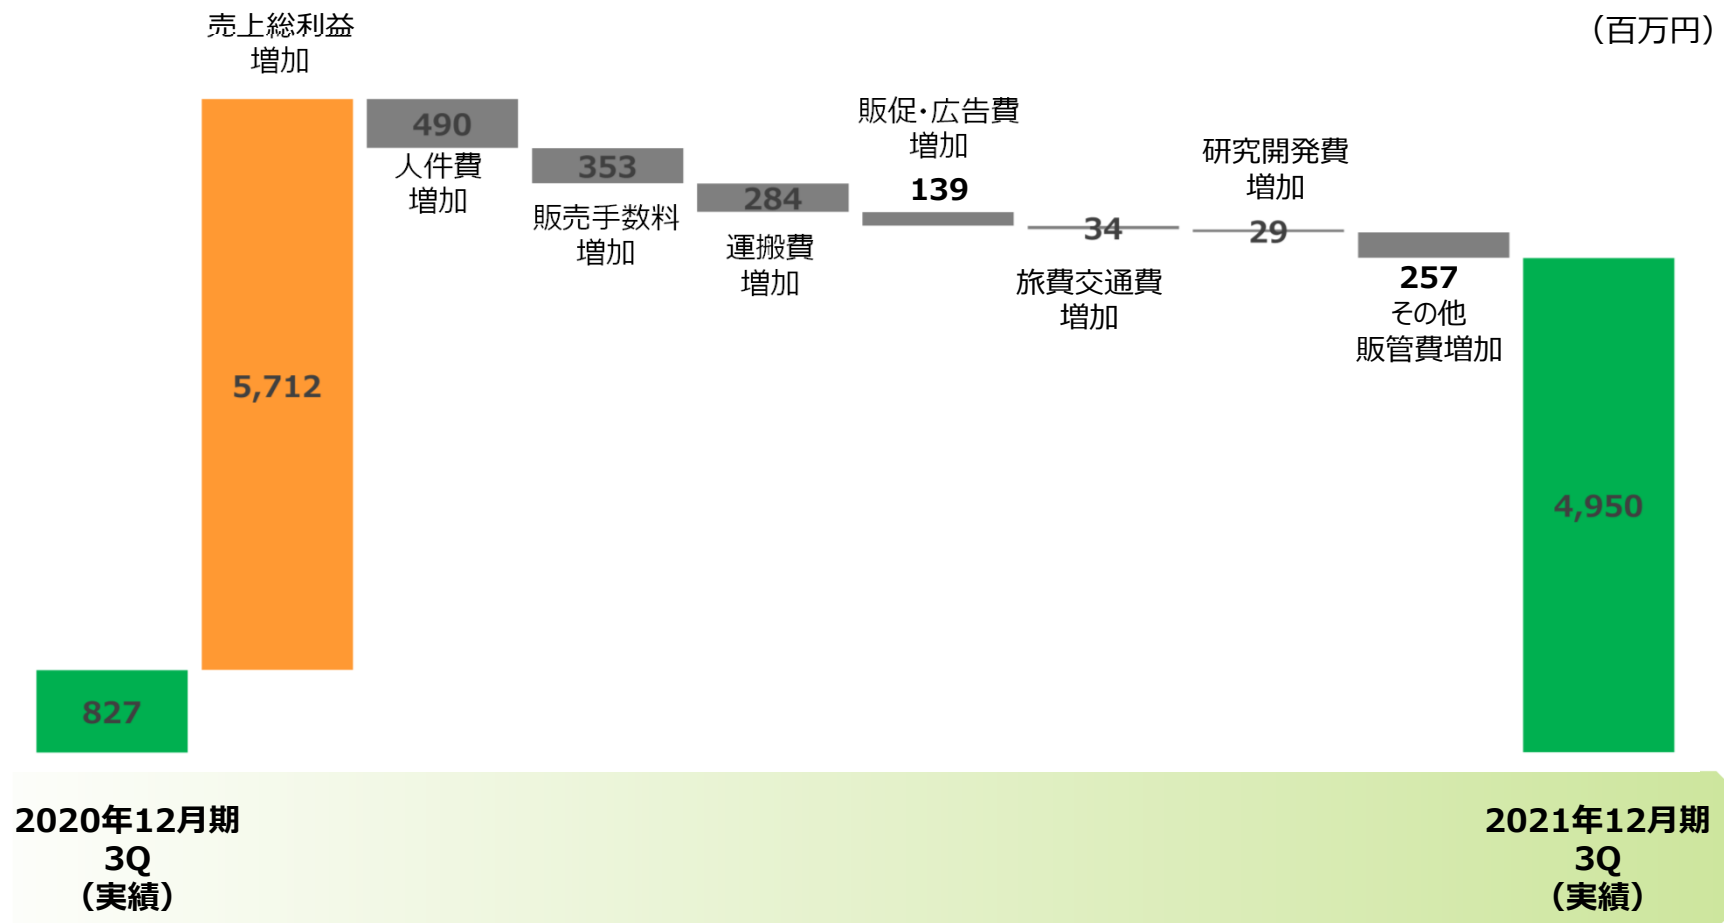 売上総利益
増加
(百万円)
490
人件費
増加
353
販売手数料
増加
284
運搬費
増加
販促・広告費
増加
139
34
旅費交通費
増加
研究開発費
増加
29
257
その他
販管費増加
5,712
4,950
827
2020年12月期
3Q
(実績)
2021年12月期
3Q
(実績)